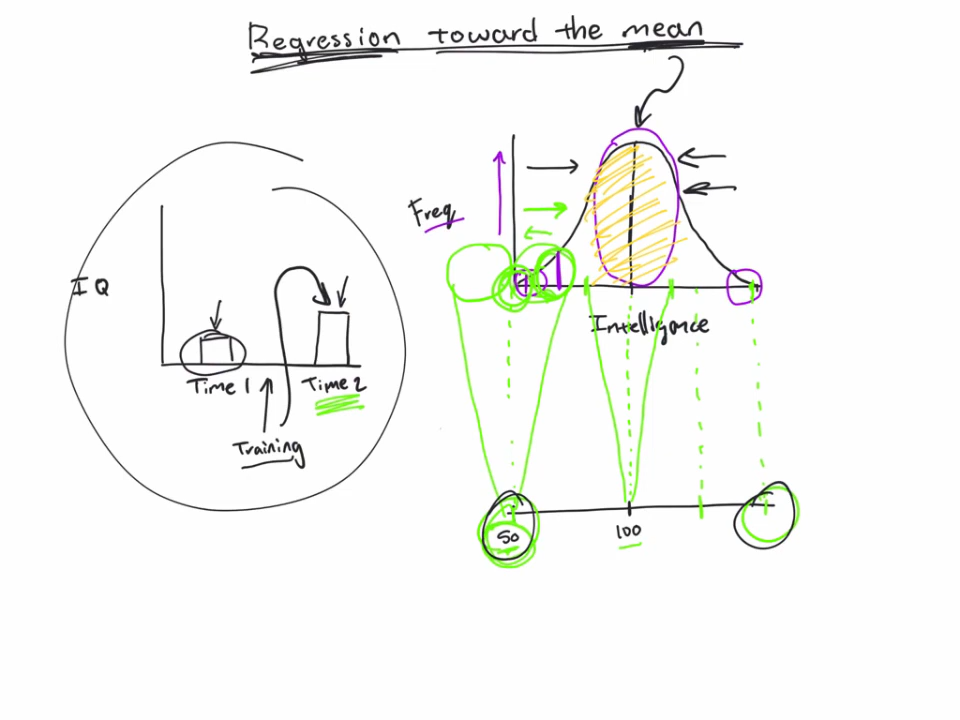 Regression toward the mean
Freq
IQ
Intelligence
Time 1
Time 2
Training
50
100